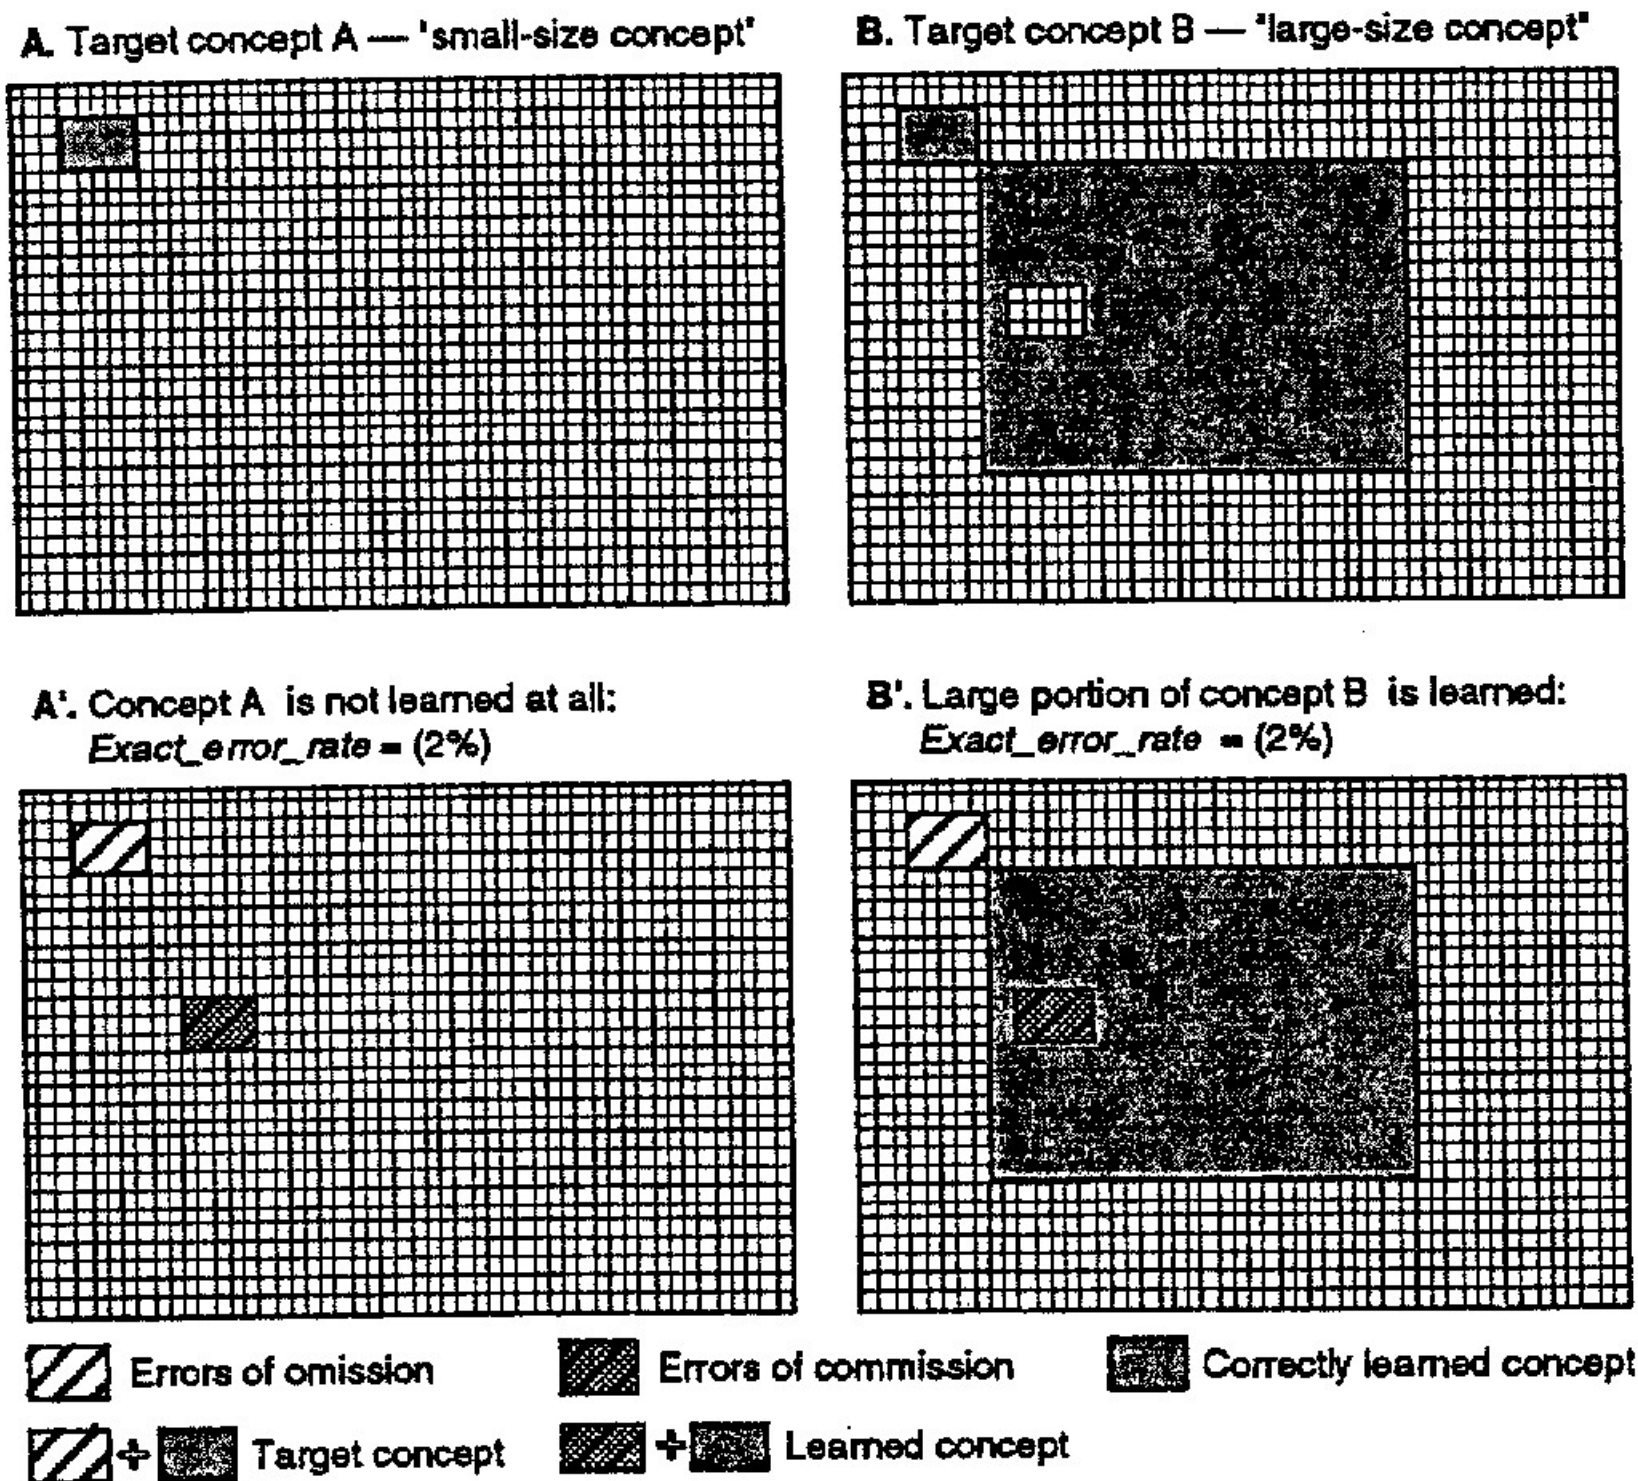 A. Target concept A — "small-size concept"
B. Target concept B — "large-size concept"
A'. Concept A is not learned at all:
Exact_error_rate = (2%)
B'. Large portion of concept B is learned:
Exact_error_rate = (2%)
Errors of omission
Errors of commission
Correctly learned concept
+ Target concept
+ Learned concept